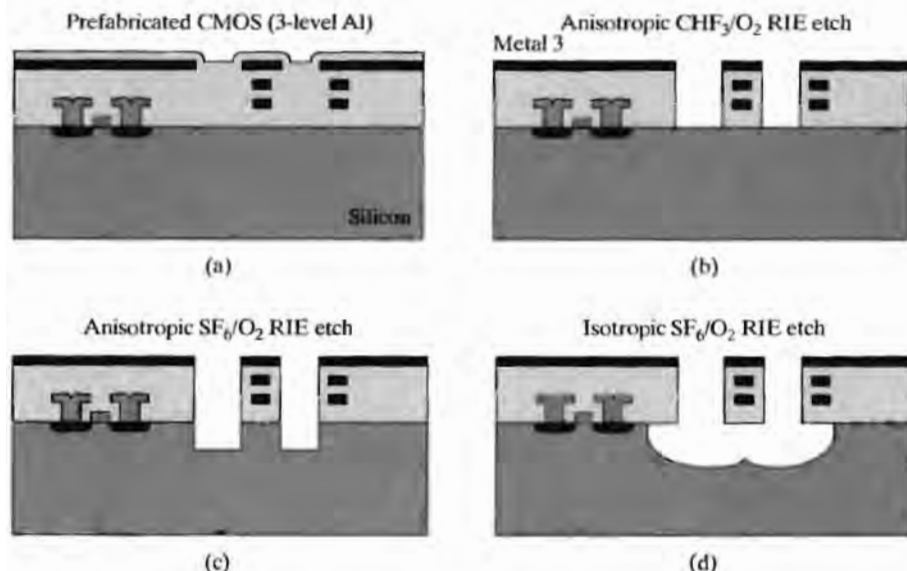 Prefabricated CMOS (3-level Al)
Anisotropic CHF₃/O₂ RIE etch
Metal 3
Silicon
(a)
(b)
Anisotropic SF₆/O₂ RIE etch
Isotropic SF₆/O₂ RIE etch
(c)
(d)